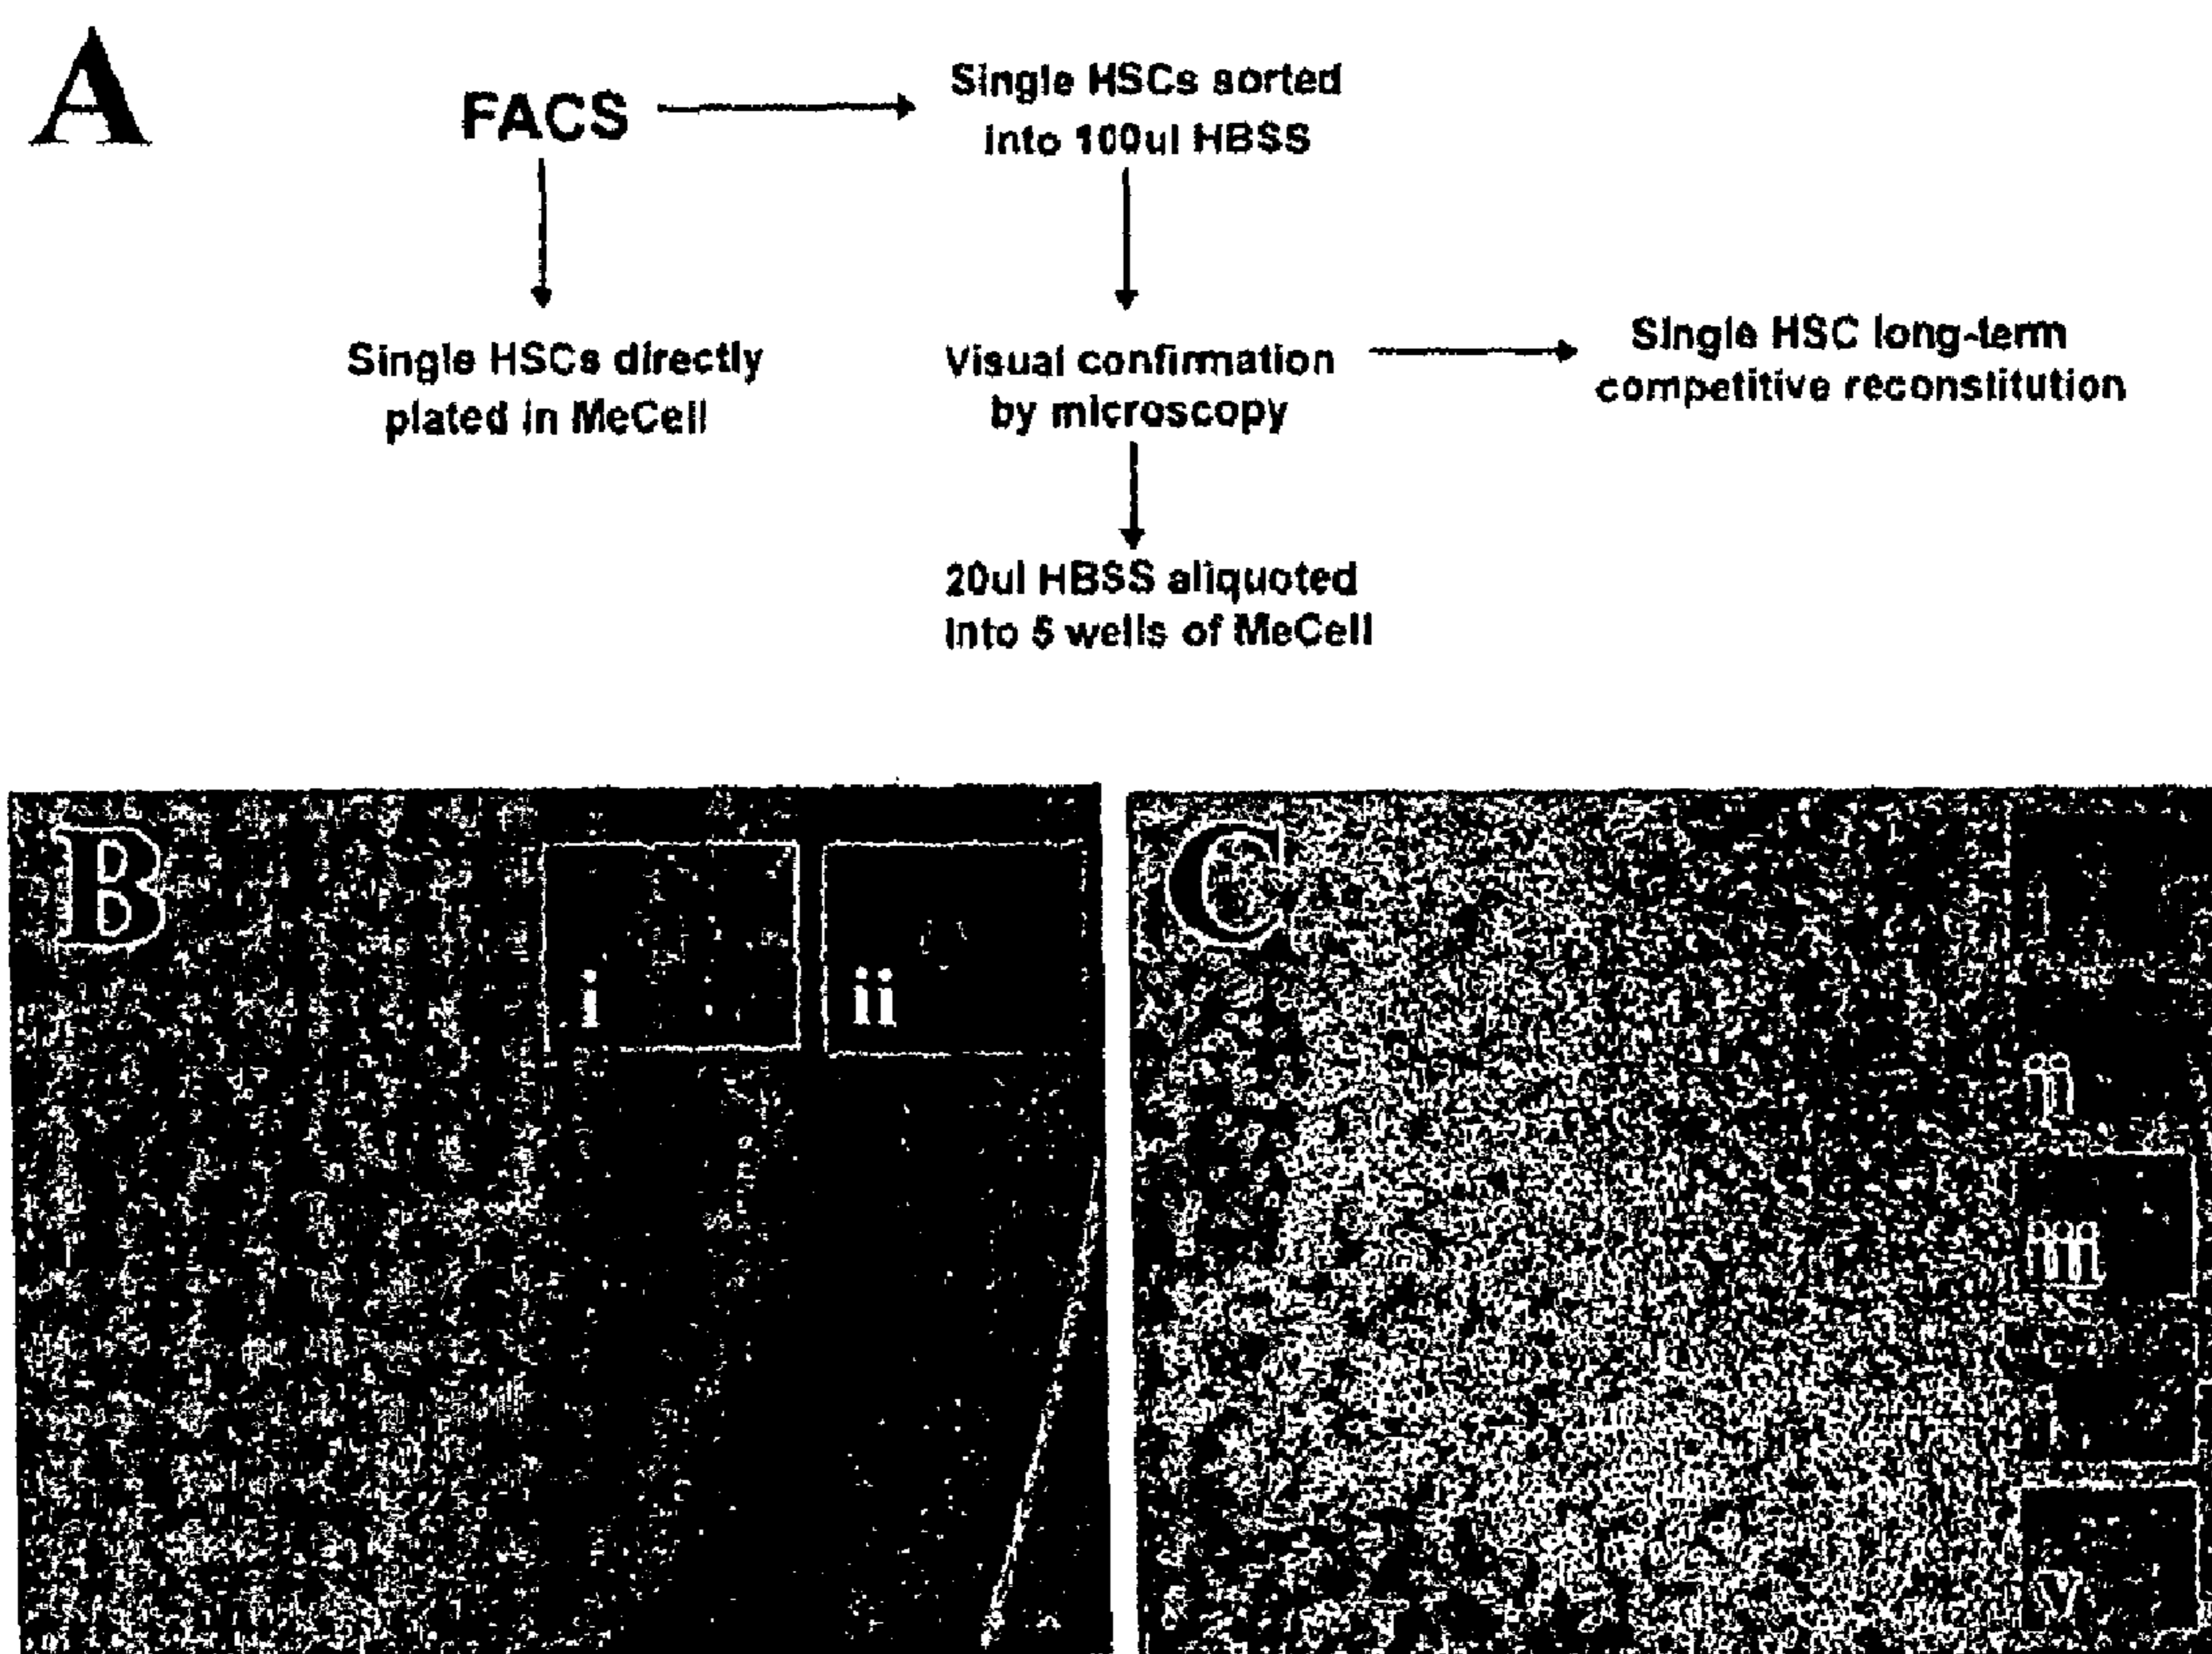 A
FACS
Single HSCs sorted
into 100ul HBSS
Single HSCs directly
plated in MeCell
Visual confirmation
by microscopy
Single HSC long-term
competitive reconstitution
20ul HBSS aliquoted
into 5 wells of MeCell
B
i
ii
C
i
ii
iii
v